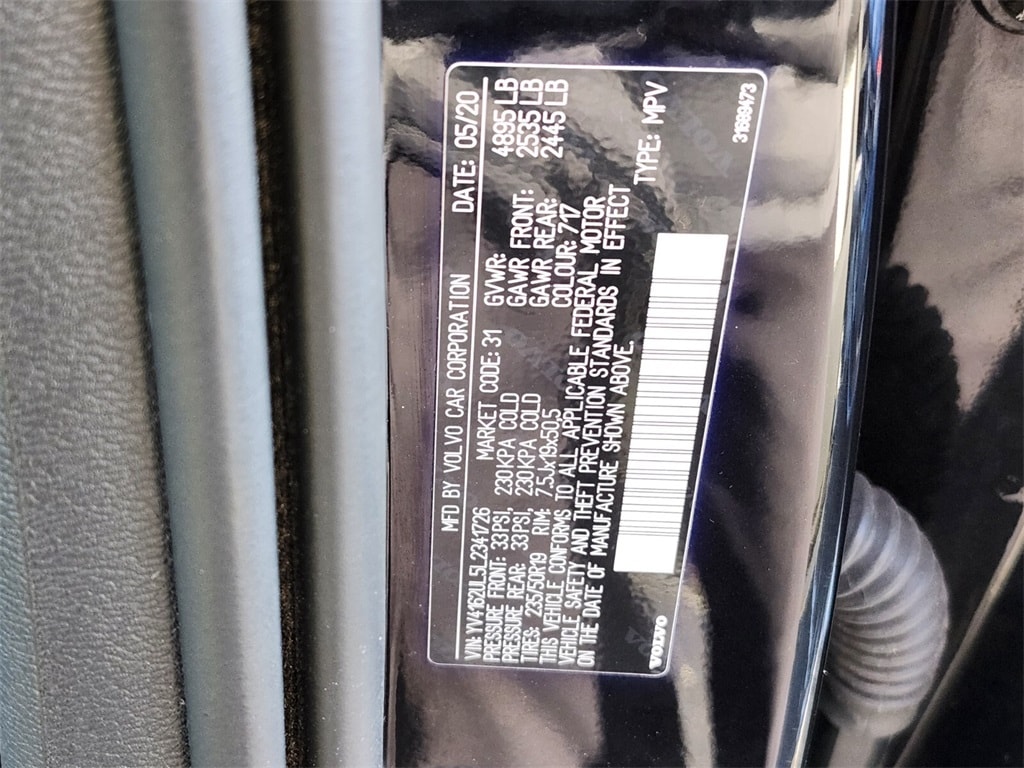 MFD BY VOLVO CAR CORPORATION DATE: 05/20
VIN: YV4162UL5L2341726 MARKET CODE: 31 GVWR: 4895 LB
PRESSURE FRONT: 33PSI, 230KPA COLD GAWR FRONT: 2535 LB
PRESSURE REAR: 33PSI, 230KPA COLD GAWR REAR: 2445 LB
TIRES: 235/50R19 RIM: 7.5Jx19x50,5 COLOUR: 717
THIS VEHICLE CONFORMS TO ALL APPLICABLE FEDERAL MOTOR
VEHICLE SAFETY AND THEFT PREVENTION STANDARDS IN EFFECT
ON THE DATE OF MANUFACTURE SHOWN ABOVE. TYPE: MPV
VOLVO